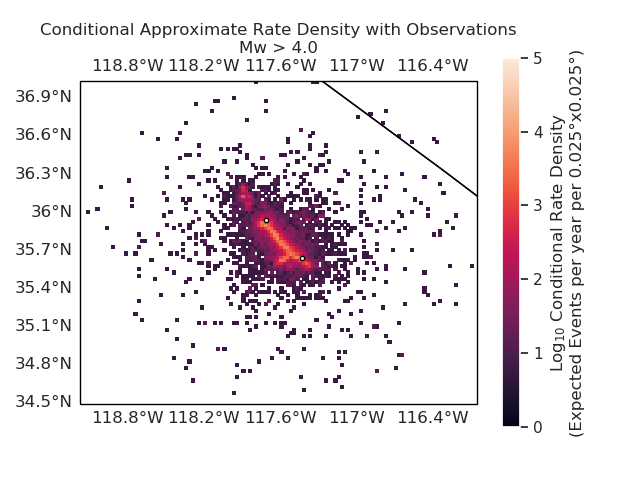 Conditional Approximate Rate Density with Observations
Mw > 4.0
118.8°W 118.2°W 117.6°W 117°W 116.4°W
36.9°N
36.6°N
36.3°N
36°N
35.7°N
35.4°N
35.1°N
34.8°N
34.5°N
118.8°W 118.2°W 117.6°W 117°W 116.4°W
5
4
3
2
1
0
Log₁₀ Conditional Rate Density
(Expected Events per year per 0.025°x0.025°)